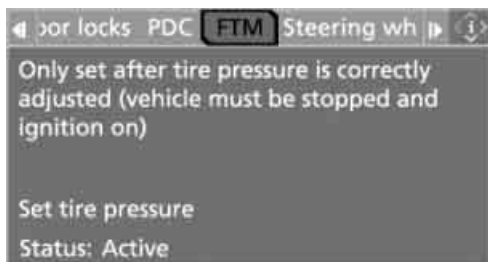 oor locks PDC FTM Steering wh
Only set after tire pressure is correctly
adjusted (vehicle must be stopped and
ignition on)
Set tire pressure
Status: Active